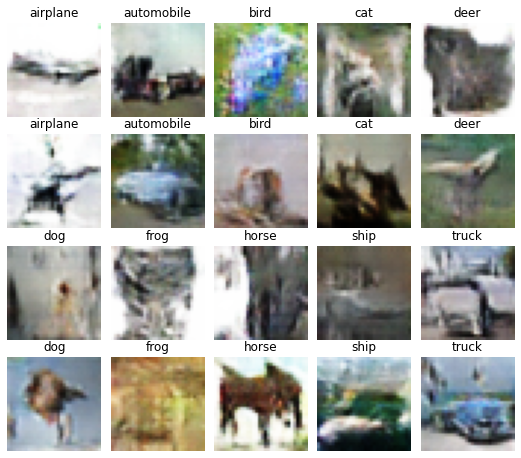 airplane automobile bird cat deer
airplane automobile bird cat deer
dog frog horse ship truck
dog frog horse ship truck